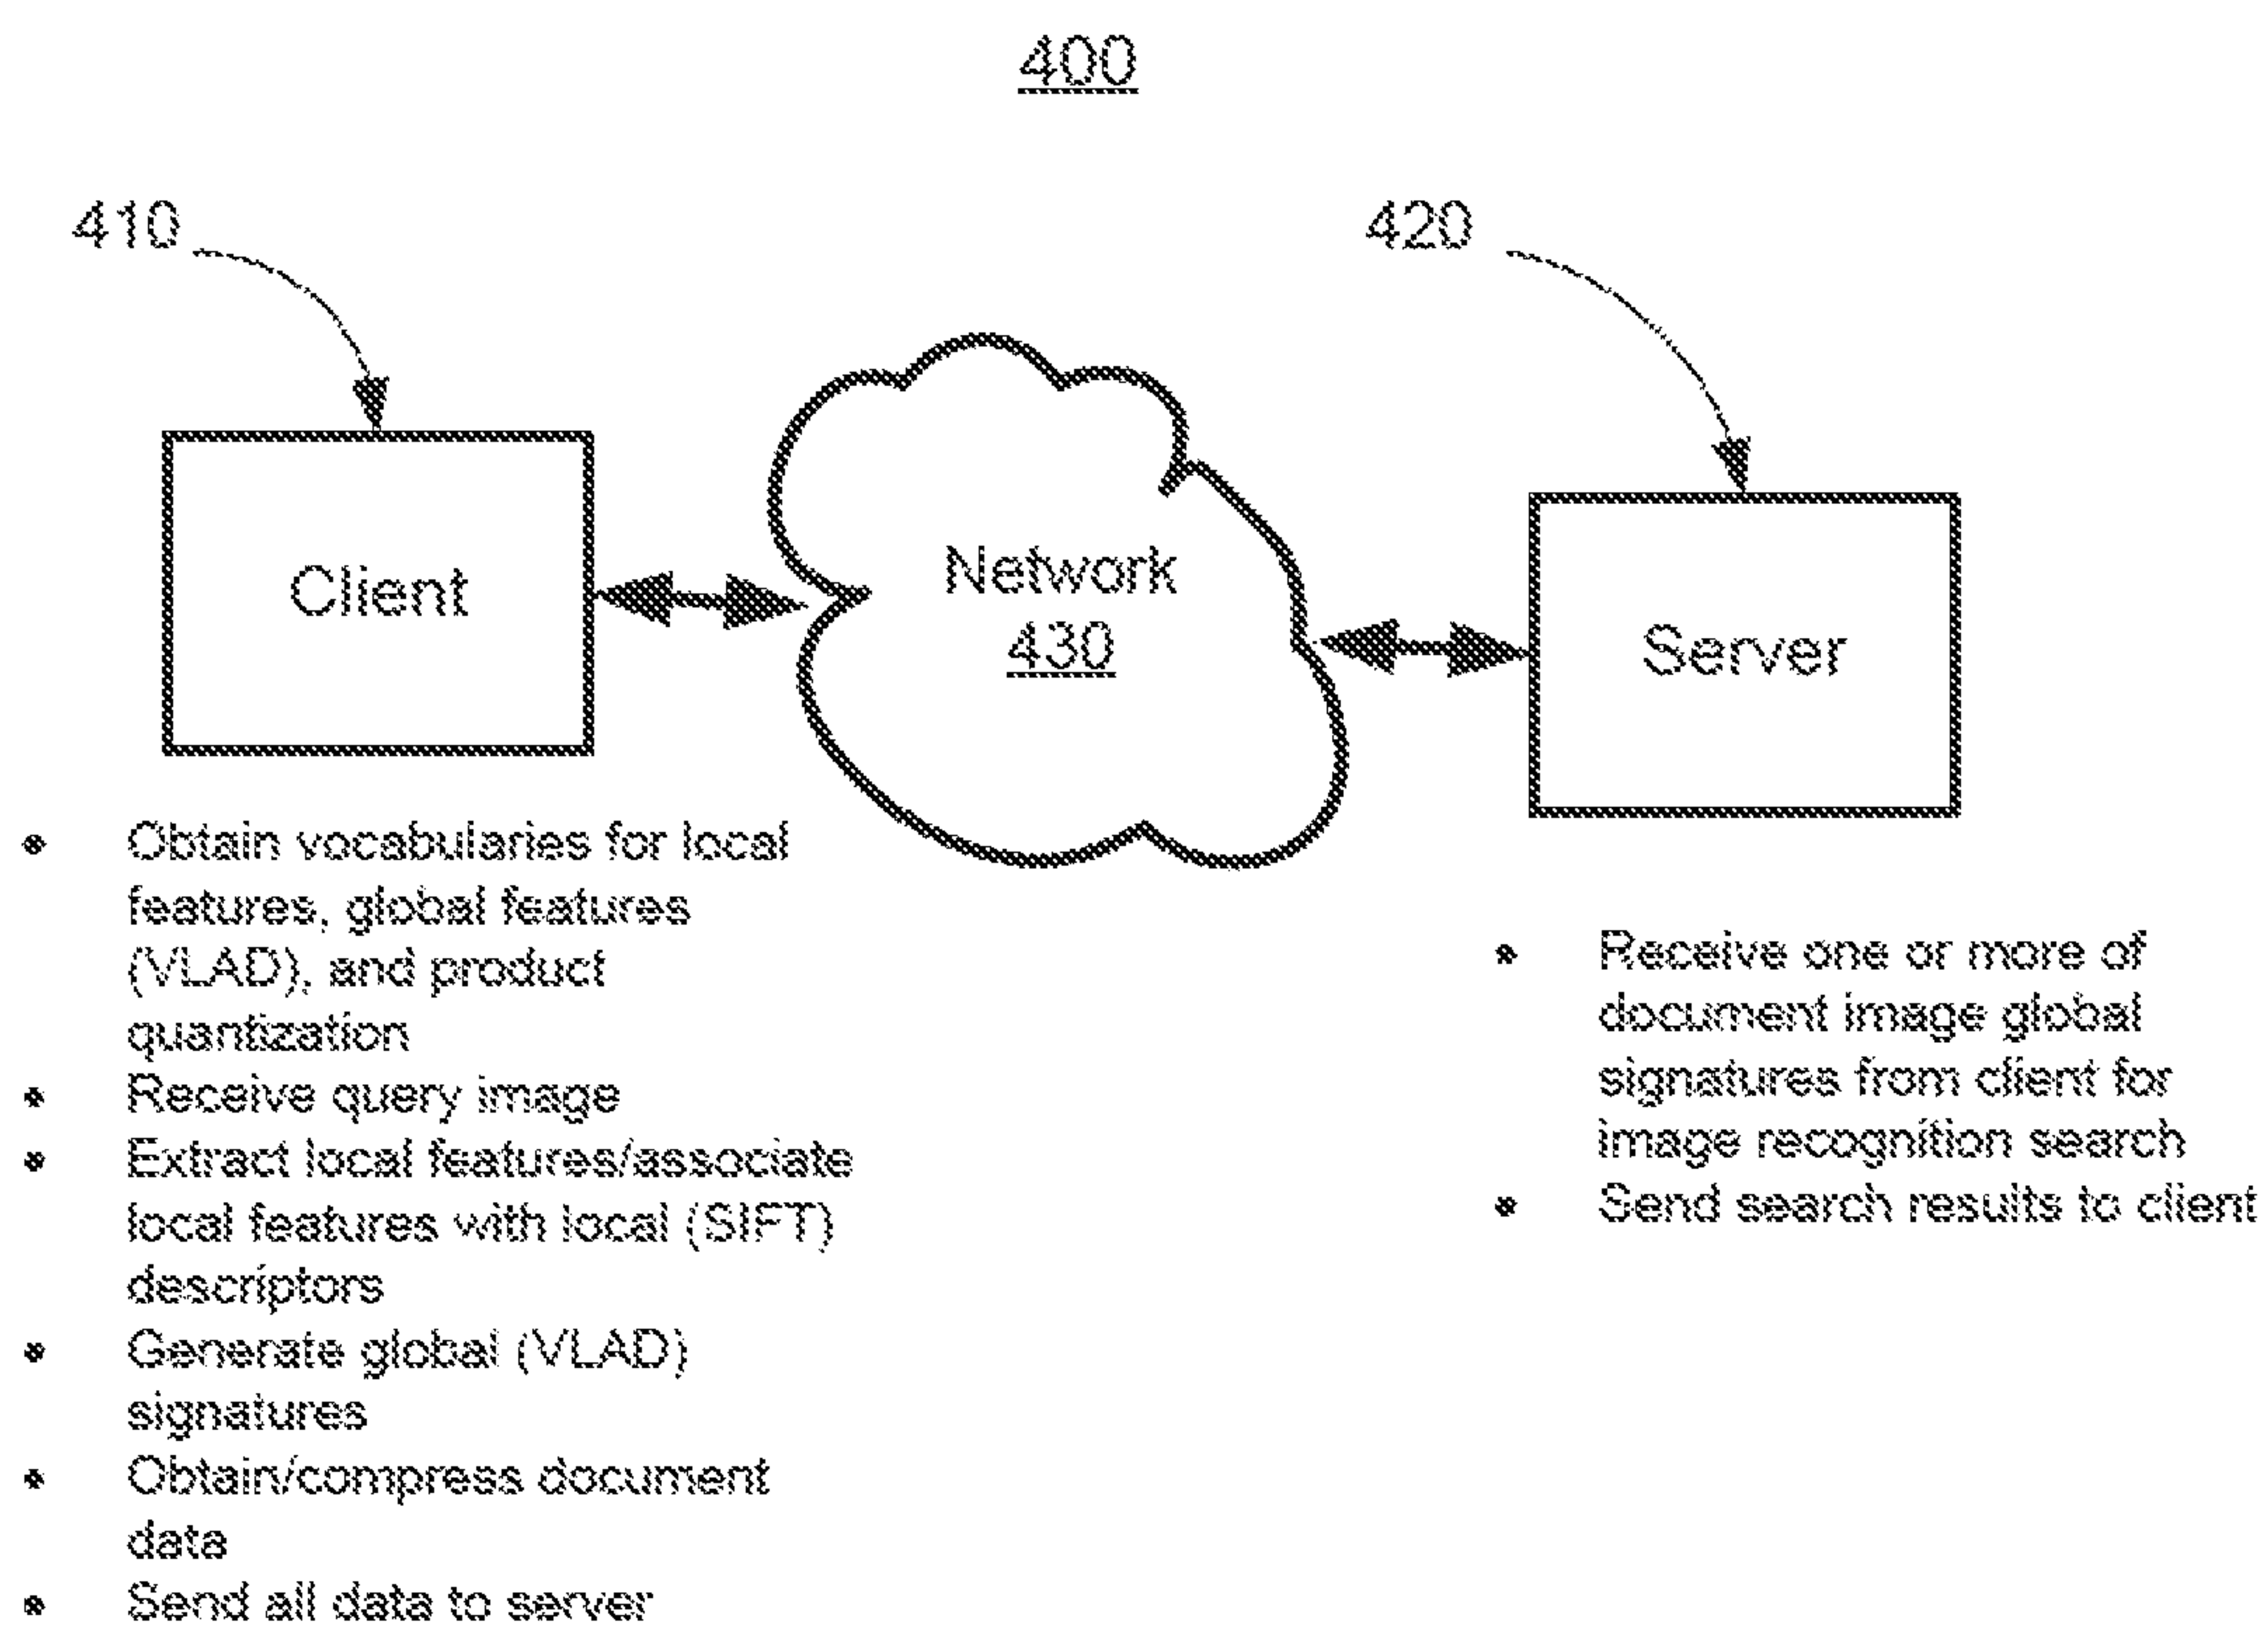 400
410
420
Client
Network
430
Server
• Obtain vocabularies for local
features, global features
(VLAD), and product
quantization
• Receive query image
• Extract local features/associate
local features with local (SIFT)
descriptors
• Generate global (VLAD)
signatures
• Obtain/compress document
data
• Send all data to server
• Receive one or more of
document image global
signatures from client for
image recognition search
• Send search results to client